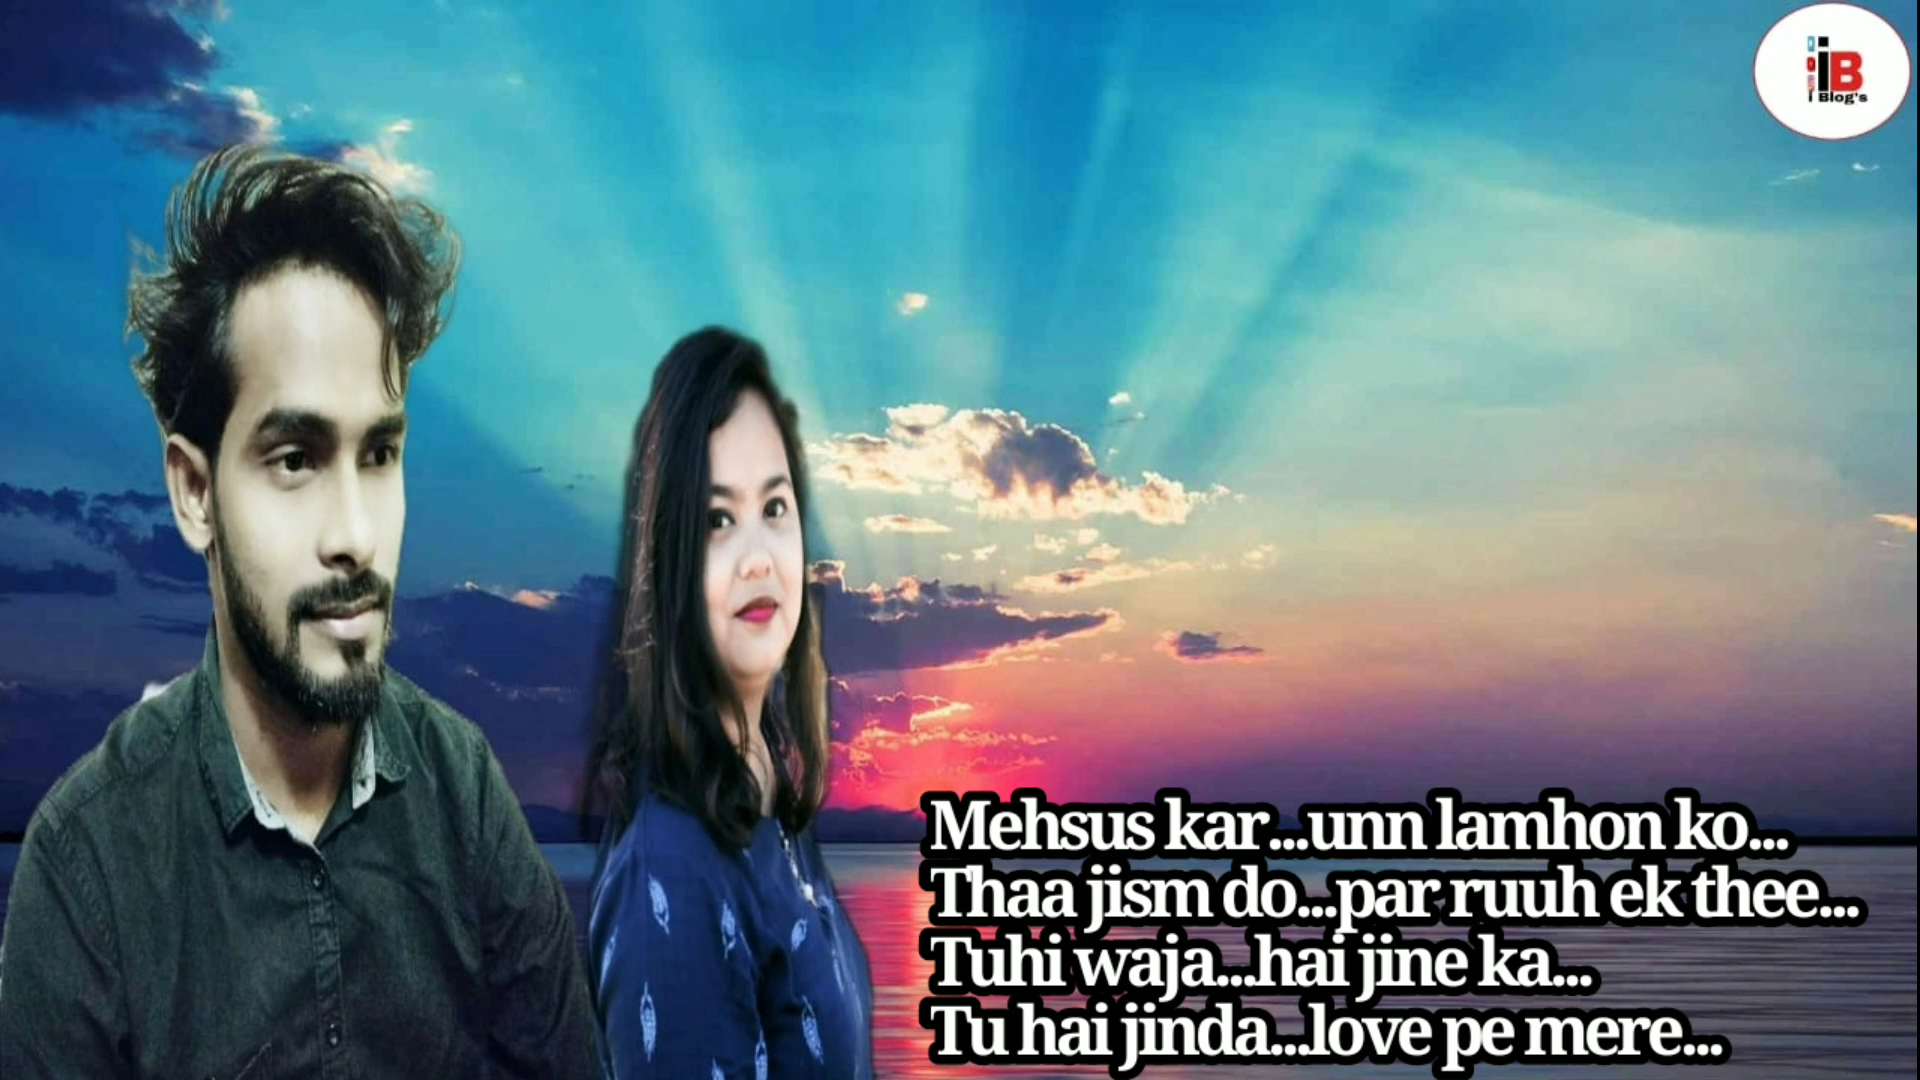 iB
i Blog's
Mehsus kar...unn lamhon ko...
Thaa jism do...par ruuh ek thee...
Tuhi waja...hai jine ka...
Tu hai jinda...love pe mere...